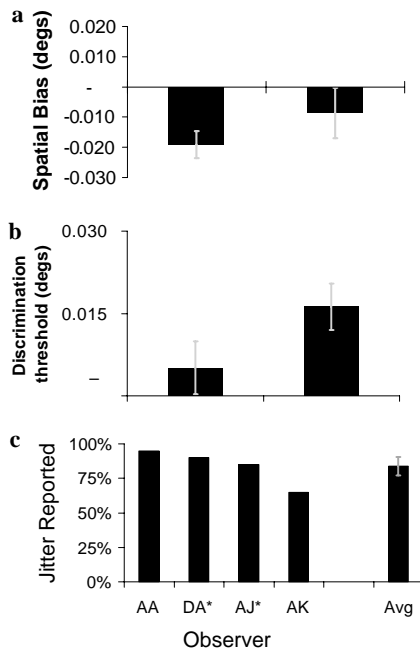 a
Spatial Bias (degs)
0.020
0.010
-
-0.010
-0.020
-0.030
b
Discrimination
threshold (degs)
0.030
0.015
–
c
Jitter Reported
100%
75%
50%
25%
0%
AA DA* AJ* AK Avg
Observer